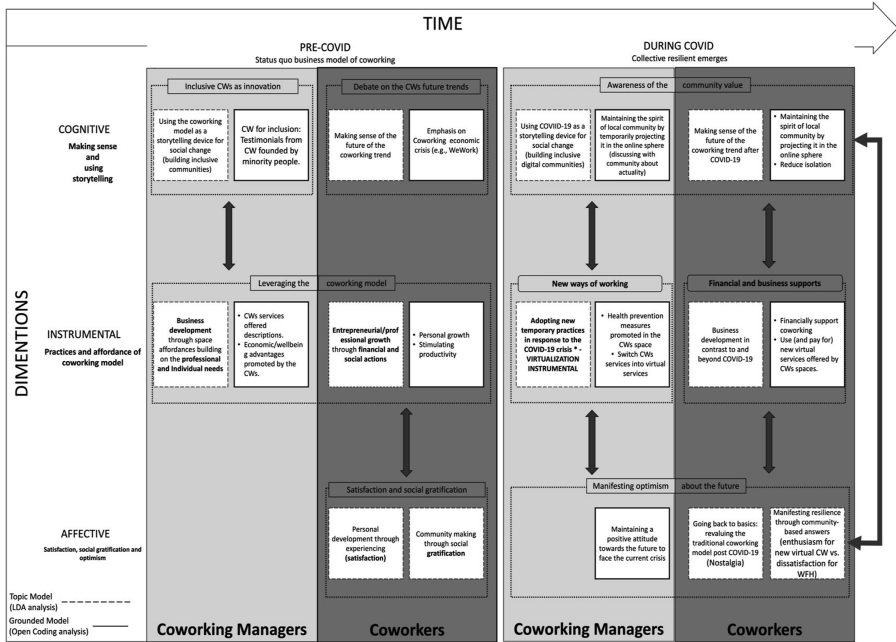 TIME
PRE-COVID
Status quo business model of coworking
DURING COVID
Collective resilient emerges
DIMENTIONS
COGNITIVE
Making sense
and
using
storytelling
Inclusive CWs as innovation
Using the coworking
model as a
storytelling device for
social change
(building inclusive
communities)
CW for inclusion:
Testimonials from
CW founded by
minority people.
Debate on the CWs future trends
Making sense of the
future of the
coworking trend
Emphasis on
Coworking economic
crisis (e.g., WeWork)
Awareness of the community value
Using COVIID-19 as a
storytelling device for
social change
(building inclusive
digital communities)
Maintaining the spirit
of local community by
temporarily projecting
it in the online sphere
(discussing with
community about
actuality)
Making sense of the
future of the coworking
trend after
COVID-19
• Maintaining the
spirit of local
community by
projecting it in
the online sphere
• Reduce isolation
INSTRUMENTAL
Practices and affordance of
coworking model
Leveraging the coworking model
Business
development
through space
affordances building
on the professional
and Individual needs
• CWs services
offered
descriptions.
• Economic/wellbein
g advantages
promoted by the
CWs.
Entrepreneurial/prof
essional growth
through financial and
social actions
• Personal growth
• Stimulating
productivity
New ways of working
Adopting new
temporary practices
in response to the
COVID-19 crisis * -
VIRTUALIZATION
INSTRUMENTAL
• Health prevention
measures
promoted in the
CWs space
• Switch CWs
services into virtual
services
Financial and business supports
Business
development in
contrast to and
beyond COVID-19
• Financially support
coworking
• Use (and pay for)
new virtual
services offered by
CWs spaces.
AFFECTIVE
Satisfaction, social gratification and
optimism
Satisfaction and social gratification
Personal
development through
experiencing
(satisfaction)
Community making
through social
gratification
Manifesting optimism about the future
Maintaining a
positive attitude
towards the future to
face the current crisis
Going back to basics:
revaluing the
traditional coworking
model post COVID-19
(Nostalgia)
Manifesting resilience
through community-
based answers
(enthusiasm for
new virtual CW vs.
dissatisfaction for
WFH)
Topic Model
(LDA analysis)
Grounded Model
(Open Coding analysis)
Coworking Managers
Coworkers
Coworking Managers
Coworkers